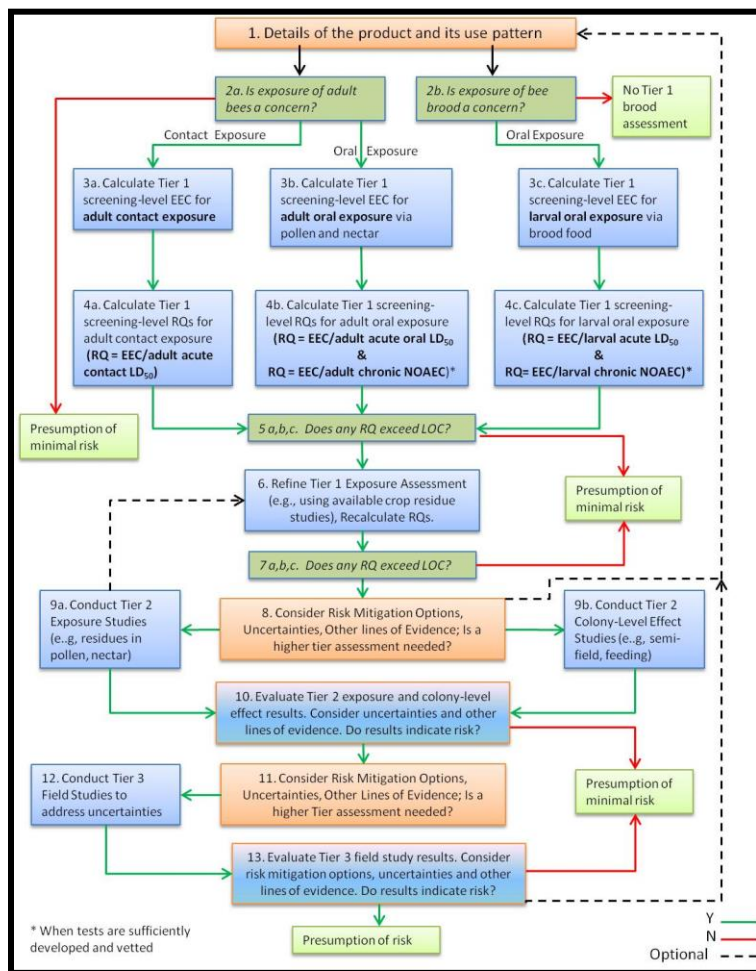 1. Details of the product and its use pattern
2a. Is exposure of adult
bees a concern?
2b. Is exposure of bee
brood a concern?
No Tier 1
brood
assessment
Contact Exposure
Oral Exposure
Oral Exposure
3a. Calculate Tier 1
screening-level EEC for
adult contact exposure
3b. Calculate Tier 1
screening-level EEC for
adult oral exposure via
pollen and nectar
3c. Calculate Tier 1
screening-level EEC for
larval oral exposure via
brood food
4a. Calculate Tier 1
screening-level RQs for
adult contact exposure
(RQ = EEC/adult acute
contact LD50)
4b. Calculate Tier 1 screening-
level RQs for adult oral exposure
(RQ = EEC/adult acute oral LD50
&
RQ = EEC/adult chronic NOAEC)*
4c. Calculate Tier 1 screening-
level RQs for larval oral exposure
(RQ = EEC/larval acute LD50
&
RQ= EEC/larval chronic NOAEC)*
Presumption of
minimal risk
5 a,b,c. Does any RQ exceed LOC?
6. Refine Tier 1 Exposure Assessment
(e.g., using available crop residue
studies), Recalculate RQs.
Presumption of
minimal risk
7 a,b,c. Does any RQ exceed LOC?
9a. Conduct Tier 2
Exposure Studies
(e..g, residues in
pollen, nectar)
8. Consider Risk Mitigation Options,
Uncertainties, Other lines of Evidence; Is a
higher tier assessment needed?
9b. Conduct Tier 2
Colony-Level Effect
Studies (e..g, semi-
field, feeding)
10. Evaluate Tier 2 exposure and colony-level
effect results. Consider uncertainties and other
lines of evidence. Do results indicate risk?
12. Conduct Tier 3
Field Studies to
address uncertainties
11. Consider Risk Mitigation Options,
Uncertainties, Other Lines of Evidence; Is a
higher Tier assessment needed?
Presumption of
minimal risk
13. Evaluate Tier 3 field study results. Consider
risk mitigation options, uncertainties and other
lines of evidence. Do results indicate risk?
* When tests are sufficiently
developed and vetted
Presumption of risk
Y
N
Optional